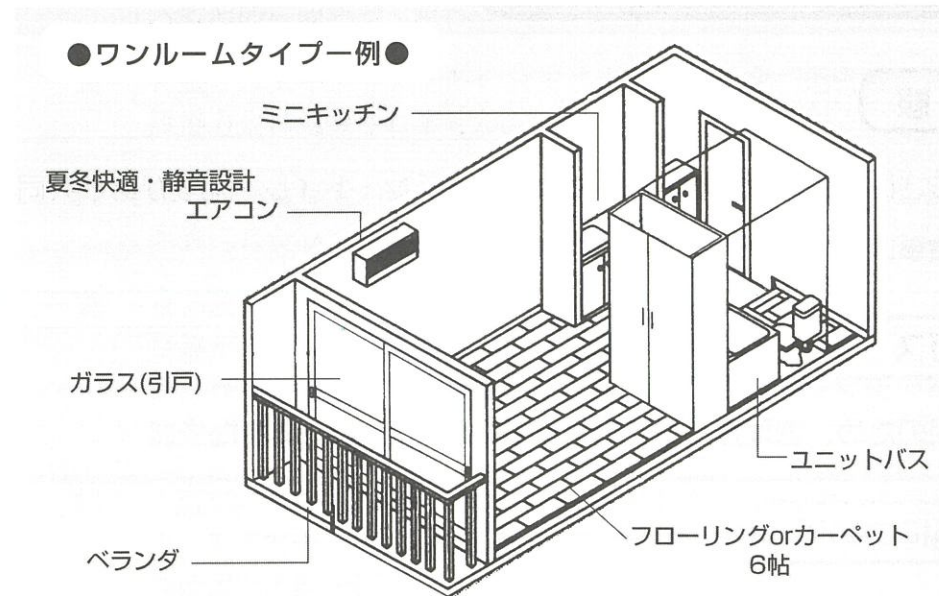 ●ワンルームタイプ一例●
ミニキッチン
夏冬快適・静音設計
エアコン
ガラス(引戸)
ユニットバス
フローリングorカーペット
6帖
ベランダ